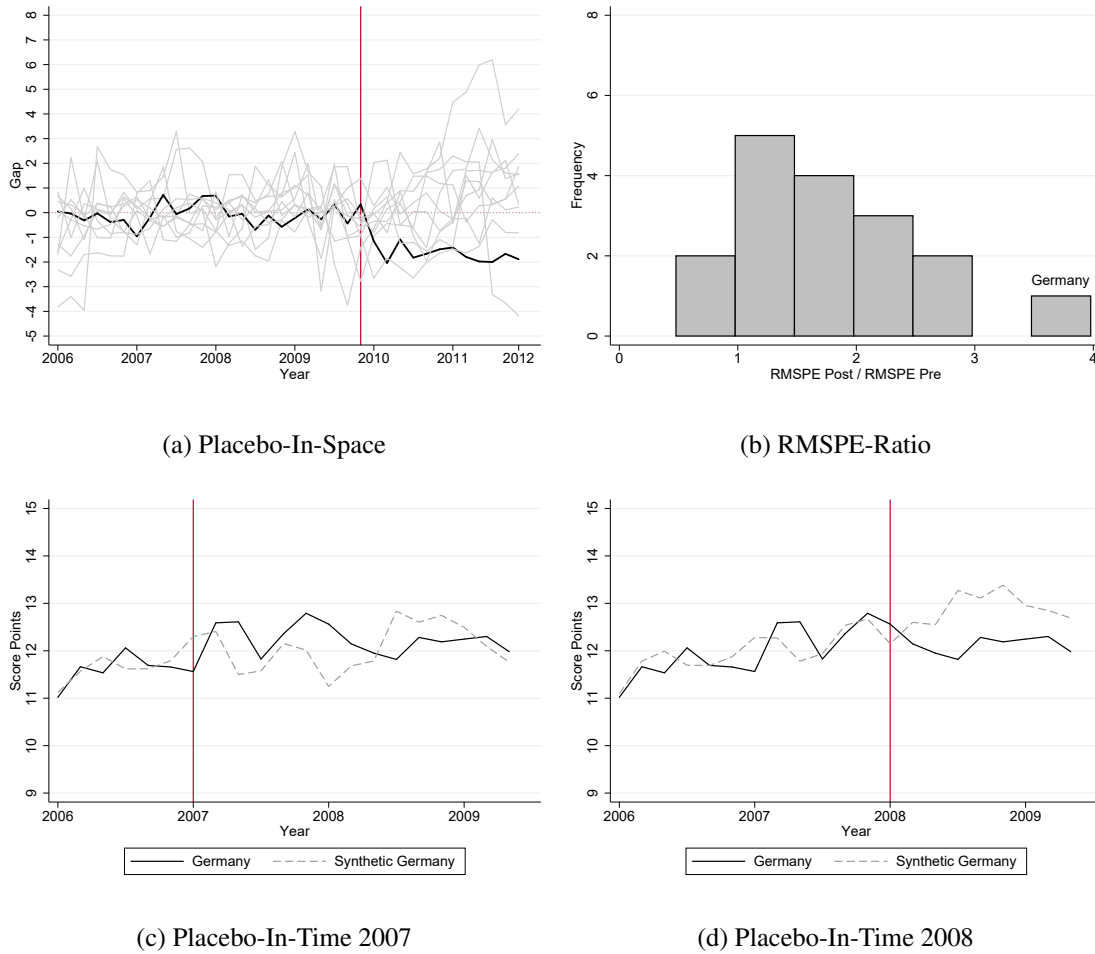 8
7
6
5
4
3
2
1
0
-1
-2
-3
-4
-5
Gap
2006 2007 2008 2009 2010 2011 2012
Year
(a) Placebo-In-Space
8
6
4
2
0
Frequency
Germany
0 1 2 3 4
RMSPE Post / RMSPE Pre
(b) RMSPE-Ratio
15
14
13
12
11
10
9
Score Points
2006 2007 2008 2009
Year
Germany Synthetic Germany
(c) Placebo-In-Time 2007
15
14
13
12
11
10
9
Score Points
2006 2007 2008 2009
Year
Germany Synthetic Germany
(d) Placebo-In-Time 2008